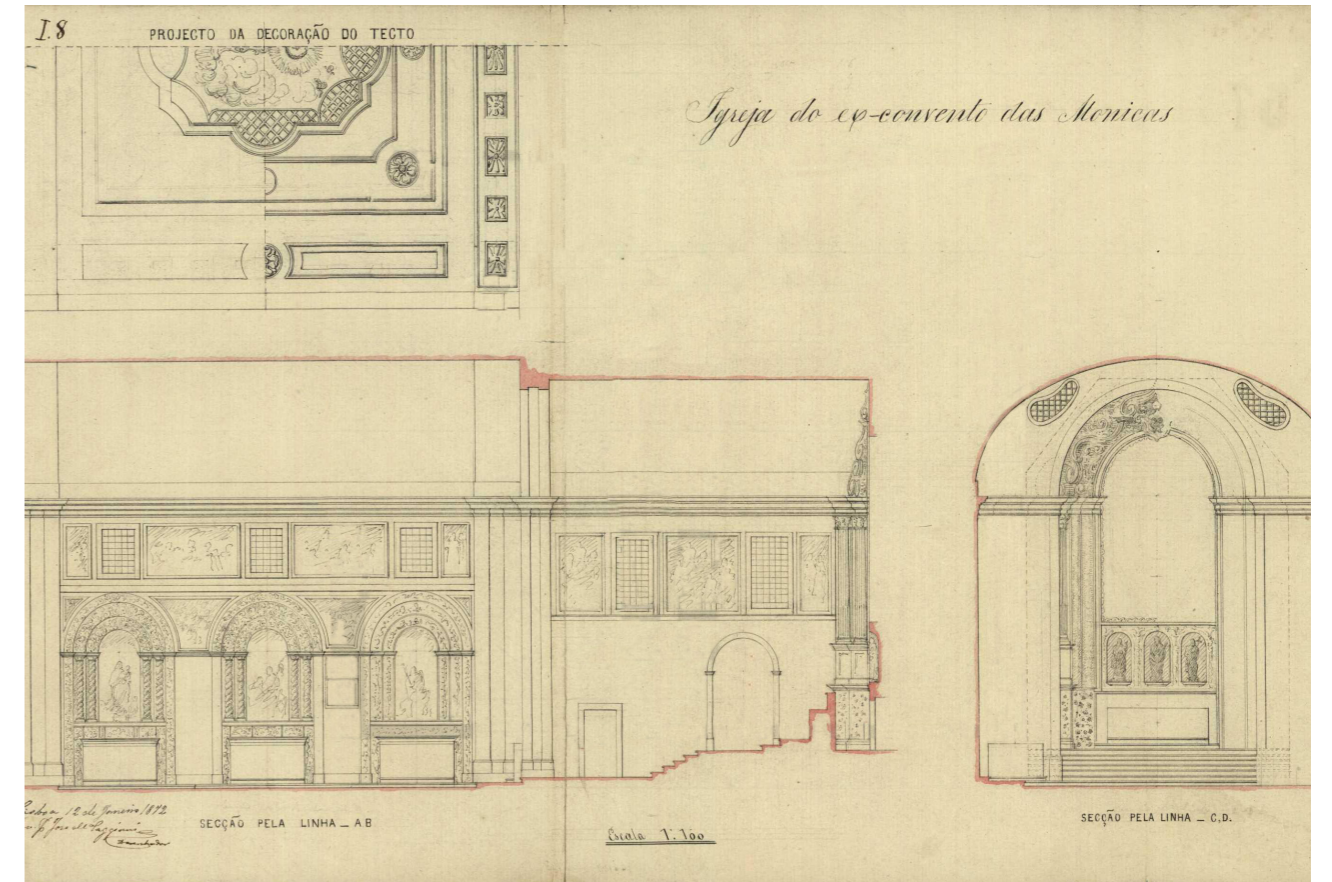 I.8
PROJECTO DA DECORAÇÃO DO TECTO
Igreja do ex-convento das Monicas
Lisboa 12 de Janeiro 1872
José
SECÇÃO PELA LINHA _ A B
Escala 1:100
SECÇÃO PELA LINHA _ C,D.